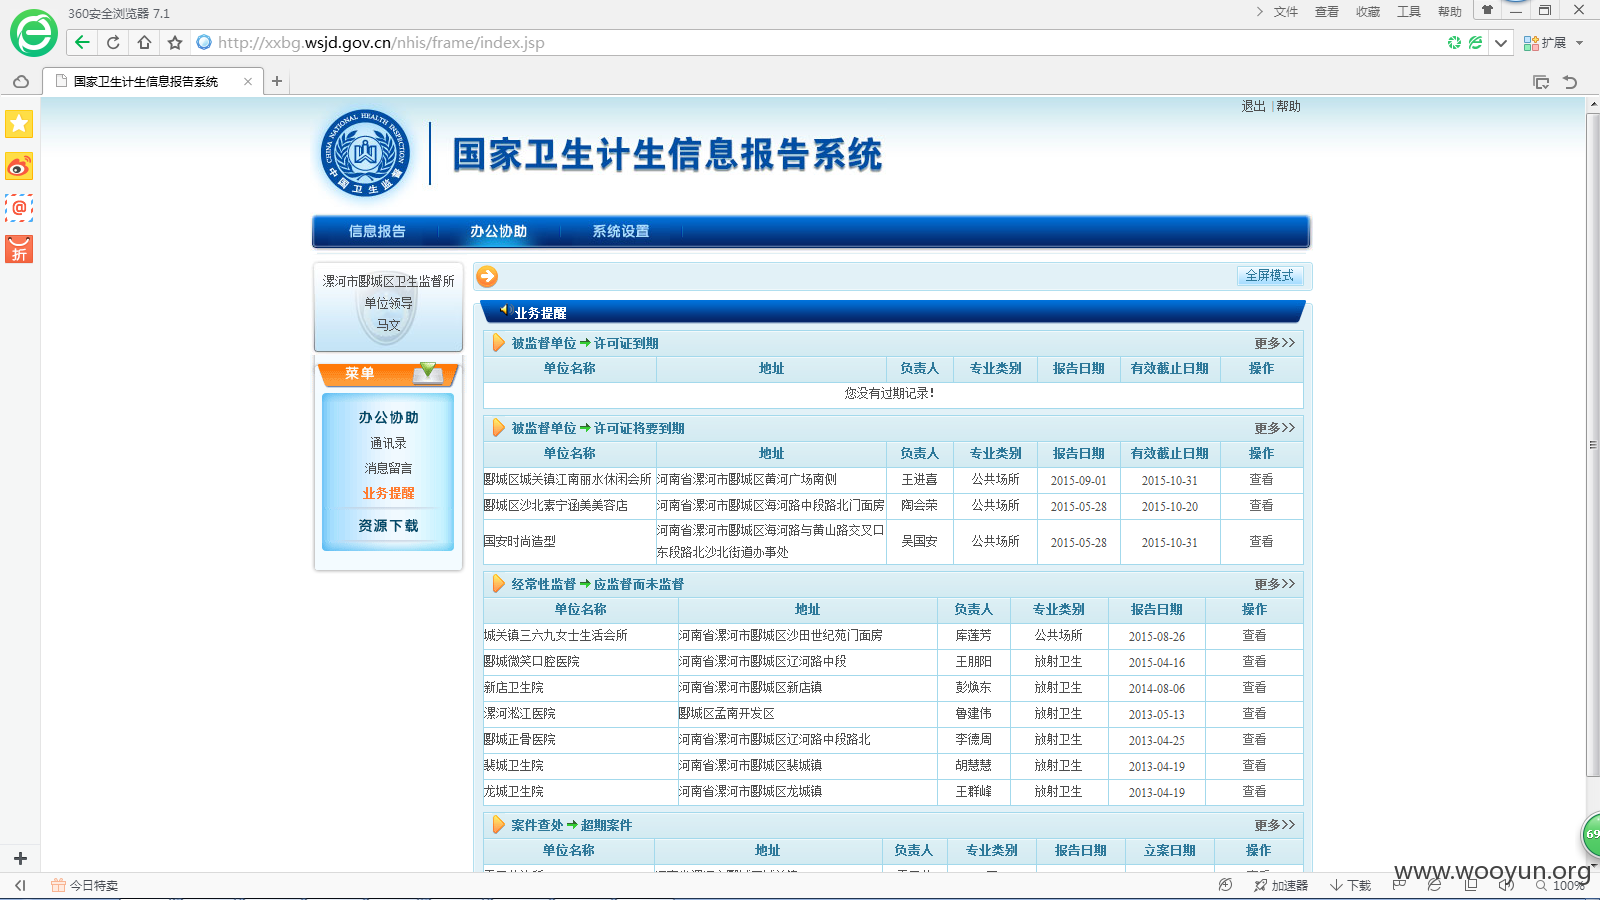 360安全浏览器 7.1
文件 查看 收藏 工具 帮助
http://xxbg.wsjd.gov.cn/nhis/frame/index.jsp
扩展
国家卫生计生信息报告系统
退出 | 帮助
CHINA NATIONAL HEALTH INSPECTION
中国卫生监督
国家卫生计生信息报告系统
折
信息报告 办公协助 系统设置
漯河市郾城区卫生监督所
单位领导
马文
全屏模式
菜单
办公协助
通讯录
消息留言
业务提醒
资源下载
业务提醒
被监督单位 许可证到期 更多>>
单位名称 地址 负责人 专业类别 报告日期 有效截止日期 操作
您没有过期记录!
被监督单位 许可证将要到期 更多>>
单位名称 地址 负责人 专业类别 报告日期 有效截止日期 操作
郾城区城关镇江南丽水休闲会所 河南省漯河市郾城区黄河广场南侧 王进喜 公共场所 2015-09-01 2015-10-31 查看
郾城区沙北素宁涵美美容店 河南省漯河市郾城区海河路中段路北门面房 陶会荣 公共场所 2015-05-28 2015-10-20 查看
国安时尚造型 河南省漯河市郾城区海河路与黄山路交叉口东段路北沙北街道办事处 吴国安 公共场所 2015-05-28 2015-10-31 查看
经常性监督 应监督而未监督 更多>>
单位名称 地址 负责人 专业类别 报告日期 操作
城关镇三六九女士生活会所 河南省漯河市郾城区沙田世纪苑门面房 库莲芳 公共场所 2015-08-26 查看
郾城微笑口腔医院 河南省漯河市郾城区辽河路中段 王朋阳 放射卫生 2015-04-16 查看
新店卫生院 河南省漯河市郾城区新店镇 彭焕东 放射卫生 2014-08-06 查看
漯河淞江医院 郾城区孟南开发区 鲁建伟 放射卫生 2013-05-13 查看
郾城正骨医院 河南省漯河市郾城区辽河路中段路北 李德周 放射卫生 2013-04-25 查看
裴城卫生院 河南省漯河市郾城区裴城镇 胡慧慧 放射卫生 2013-04-19 查看
龙城卫生院 河南省漯河市郾城区龙城镇 王群峰 放射卫生 2013-04-19 查看
案件查处 超期案件 更多>>
单位名称 地址 负责人 专业类别 报告日期 立案日期 操作
69
www.wooyun.org
今日特卖
加速器 下载 100%